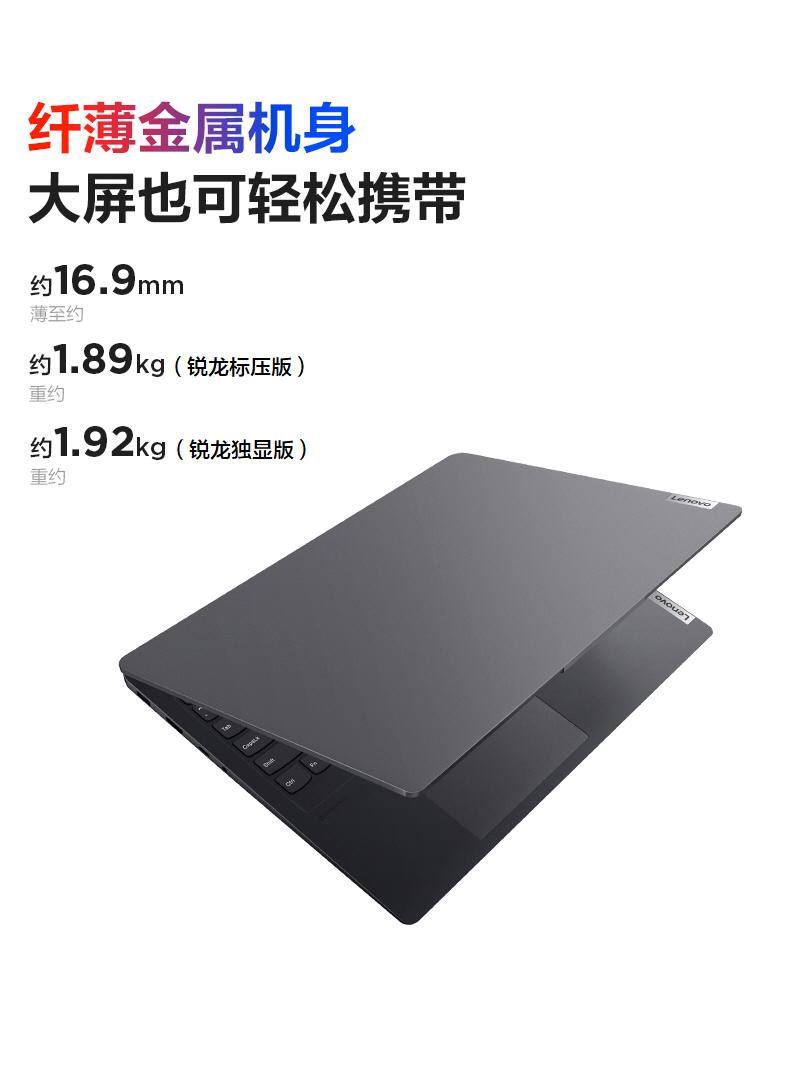 纤薄金属机身
大屏也可轻松携带
约16.9mm
薄至约
约1.89kg（锐龙标压版）
重约
约1.92kg（锐龙独显版）
重约
Lenovo
Lenovo
Tab
CapsLK
Shift
Fn
Ctrl